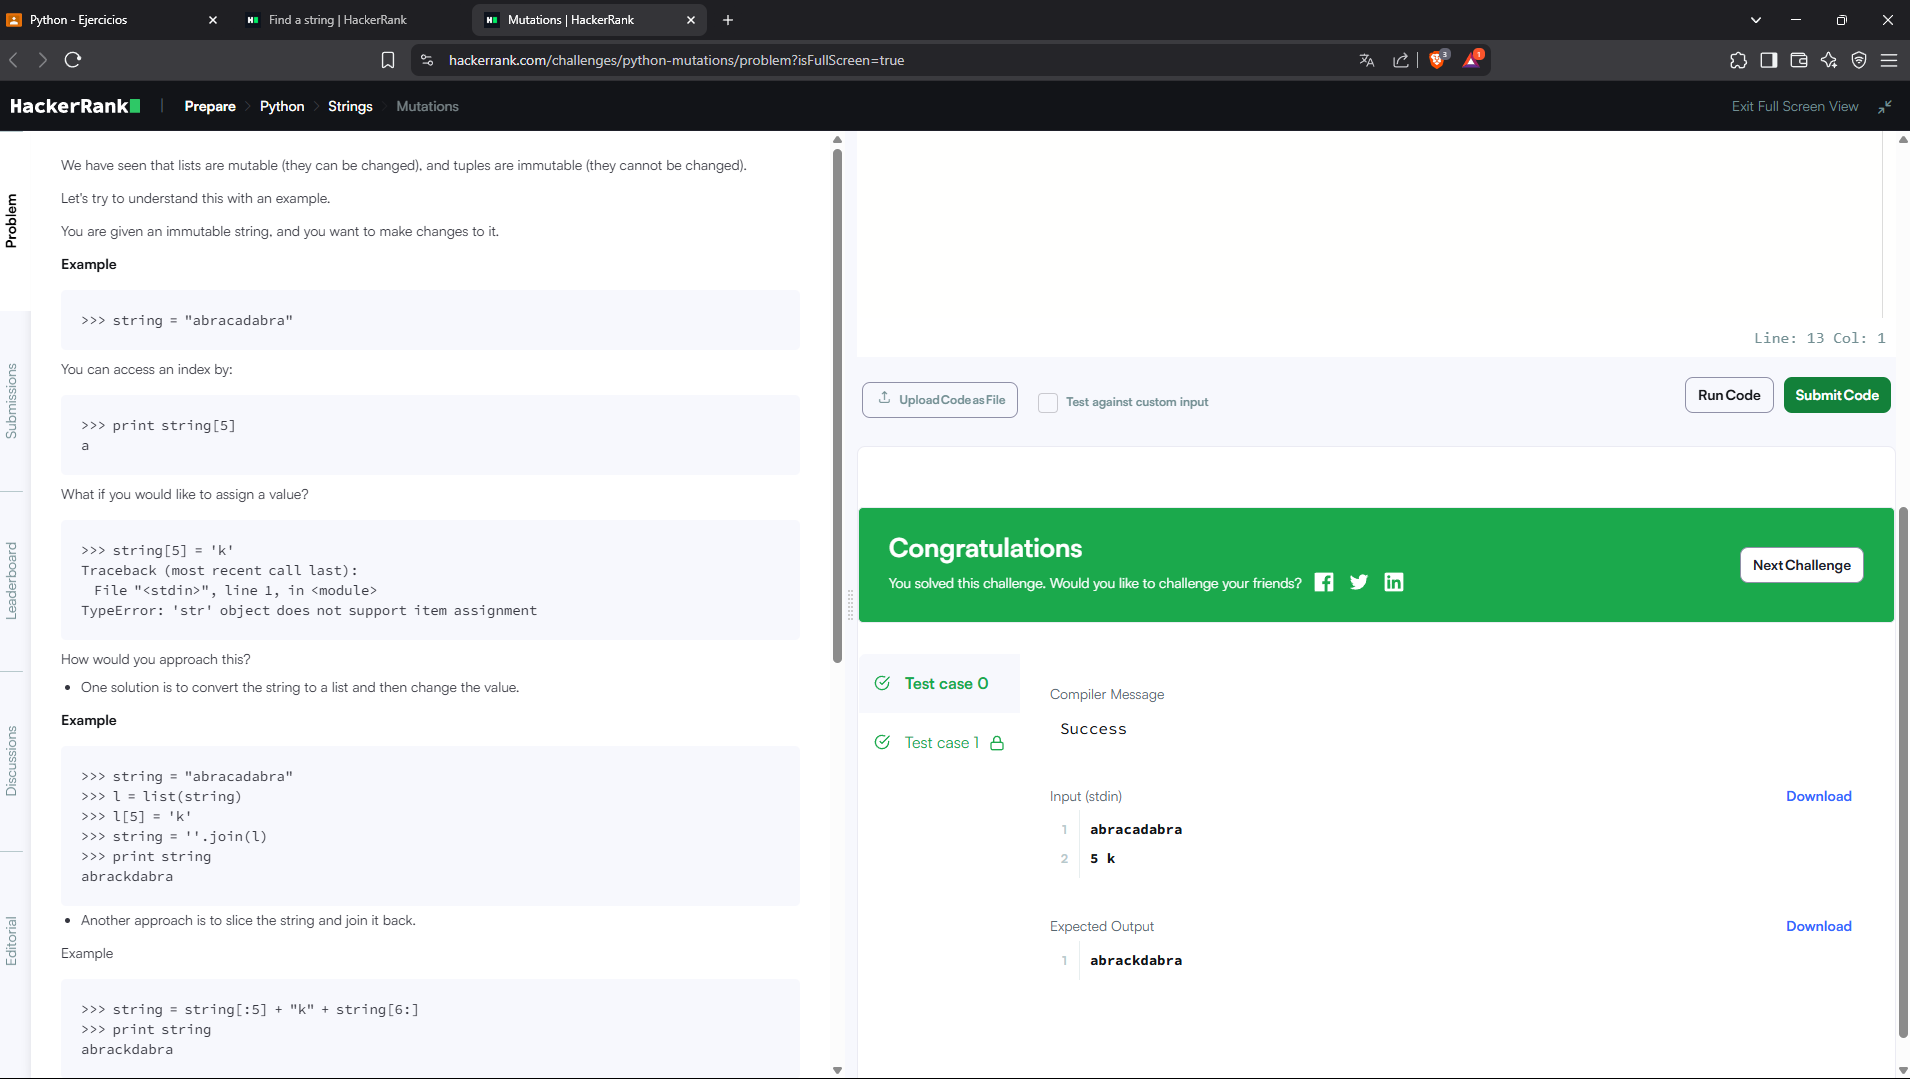 Python - Ejercicios
Find a string | HackerRank
Mutations | HackerRank
hackerrank.com/challenges/python-mutations/problem?isFullScreen=true
3
1
HackerRank
Prepare
Python
Strings
Mutations
Exit Full Screen View
Problem
Submissions
Leaderboard
Discussions
Editorial
We have seen that lists are mutable (they can be changed), and tuples are immutable (they cannot be changed).
Let's try to understand this with an example.
You are given an immutable string, and you want to make changes to it.
Example
>>> string = "abracadabra"
You can access an index by:
>>> print string[5]
a
What if you would like to assign a value?
>>> string[5] = 'k'
Traceback (most recent call last):
File "<stdin>", line 1, in <module>
TypeError: 'str' object does not support item assignment
How would you approach this?
• One solution is to convert the string to a list and then change the value.
Example
>>> string = "abracadabra"
>>> l = list(string)
>>> l[5] = 'k'
>>> string = ''.join(l)
>>> print string
abrackdabra
• Another approach is to slice the string and join it back.
Example
>>> string = string[:5] + "k" + string[6:]
>>> print string
abrackdabra
Line: 13 Col: 1
Upload Code as File
Test against custom input
Run Code
Submit Code
Congratulations
You solved this challenge. Would you like to challenge your friends?
Next Challenge
Test case 0
Test case 1
Compiler Message
Success
Input (stdin)
Download
1 abracadabra
2 5 k
Expected Output
Download
1 abrackdabra